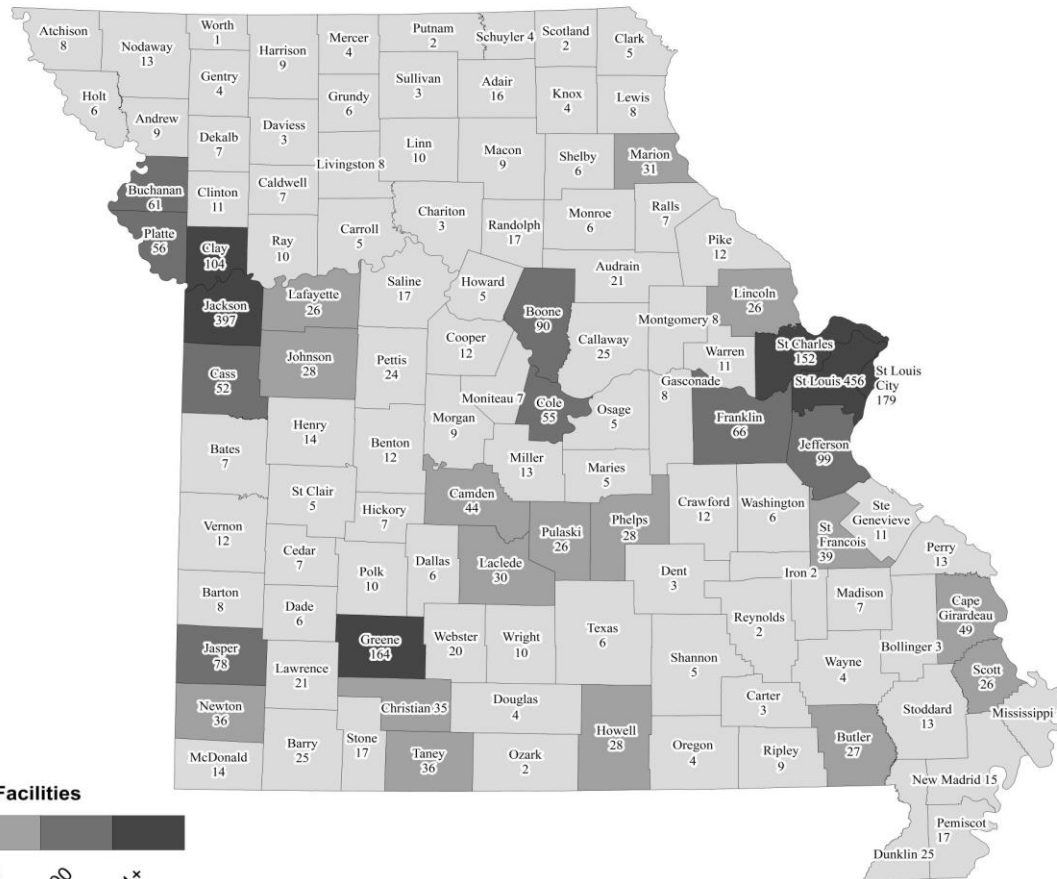 Atchison
8
Nodaway
13
Worth
1
Harrison
9
Mercer
4
Putnam
2
Schuyler 4
Scotland
2
Clark
5
Holt
6
Gentry
4
Sullivan
3
Adair
16
Knox
4
Lewis
8
Andrew
9
Dekalb
7
Daviess
3
Grundy
6
Linn
10
Macon
9
Shelby
6
Marion
31
Livingston 8
Buchanan
61
Clinton
11
Caldwell
7
Chariton
3
Randolph
17
Monroe
6
Ralls
7
Platte
56
Clay
104
Ray
10
Carroll
5
Pike
12
Audrain
21
Jackson
397
Lafayette
26
Saline
17
Howard
5
Boone
90
Lincoln
26
Montgomery 8
Callaway
25
Cooper
12
Warren
11
St Charles
152
Cass
52
Johnson
28
Pettis
24
Moniteau 7
Cole
55
Osage
5
Gasconade
8
St Louis 456
St Louis
City
179
Franklin
66
Jefferson
99
Bates
7
Henry
14
Benton
12
Morgan
9
Miller
13
Maries
5
St Clair
5
Hickory
7
Camden
44
Pulaski
26
Phelps
28
Crawford
12
Washington
6
St
Francois
39
Ste
Genevieve
11
Perry
13
Vernon
12
Cedar
7
Polk
10
Dallas
6
Laclede
30
Dent
3
Iron 2
Madison
7
Cape
Girardeau
49
Barton
8
Dade
6
Greene
164
Webster
20
Wright
10
Texas
6
Reynolds
2
Bollinger 3
Jasper
78
Lawrence
21
Shannon
5
Wayne
4
Scott
26
Mississippi
Newton
36
Christian 35
Douglas
4
Howell
28
Carter
3
Stoddard
13
McDonald
14
Barry
25
Stone
17
Taney
36
Ozark
2
Oregon
4
Ripley
9
Butler
27
New Madrid 15
Pemiscot
17
Dunklin 25
Facilities